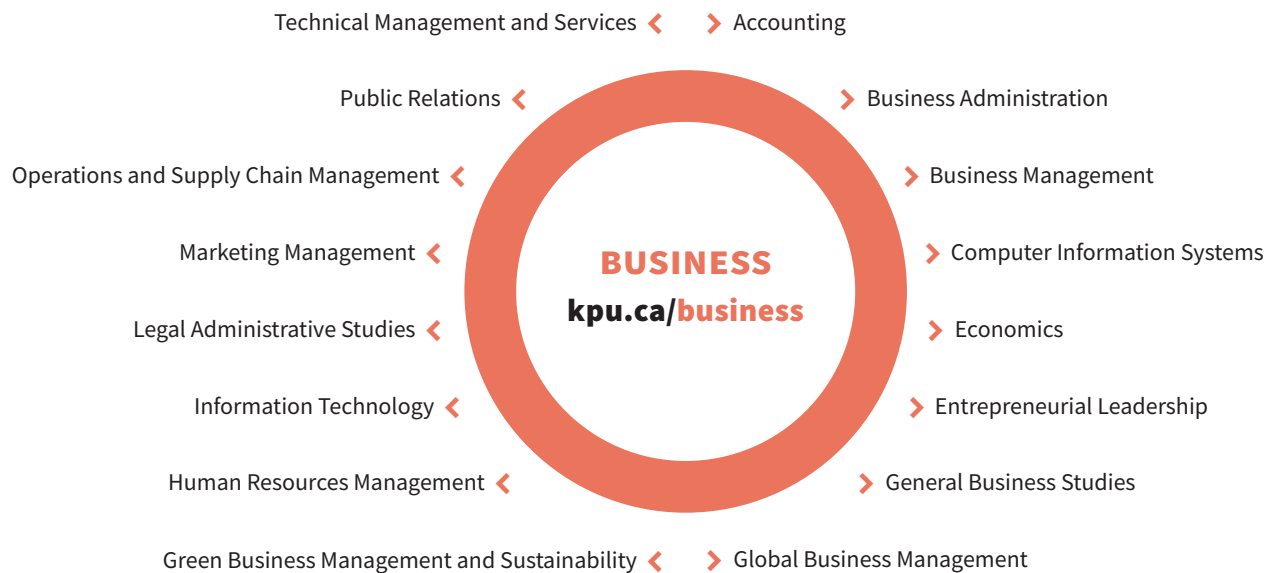 Technical Management and Services
Accounting
Public Relations
Business Administration
Operations and Supply Chain Management
Business Management
Marketing Management
Computer Information Systems
BUSINESS
kpu.ca/business
Legal Administrative Studies
Economics
Information Technology
Entrepreneurial Leadership
Human Resources Management
General Business Studies
Green Business Management and Sustainability
Global Business Management